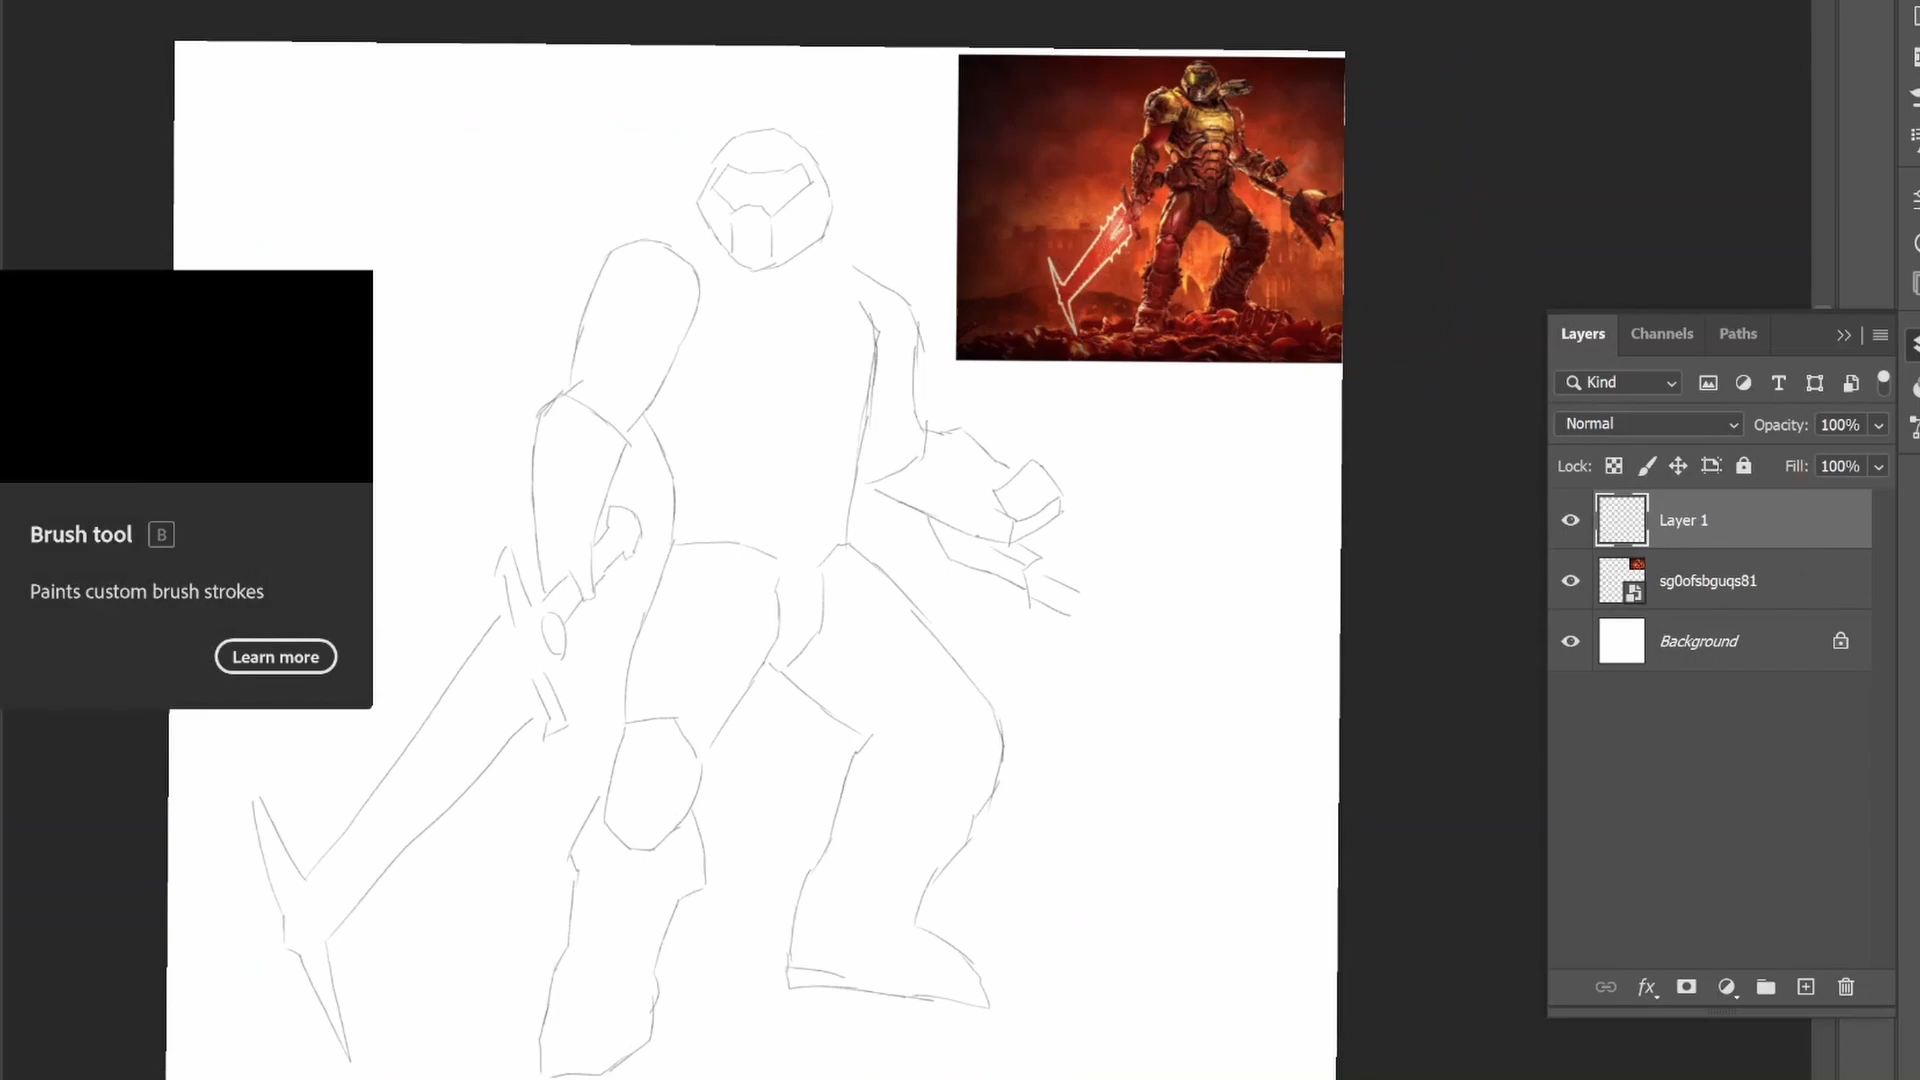 Brush tool B
Paints custom brush strokes
Learn more
Layers Channels Paths
Kind
Normal Opacity: 100%
Lock: Fill: 100%
Layer 1
sg0ofsbguqs81
Background
fx